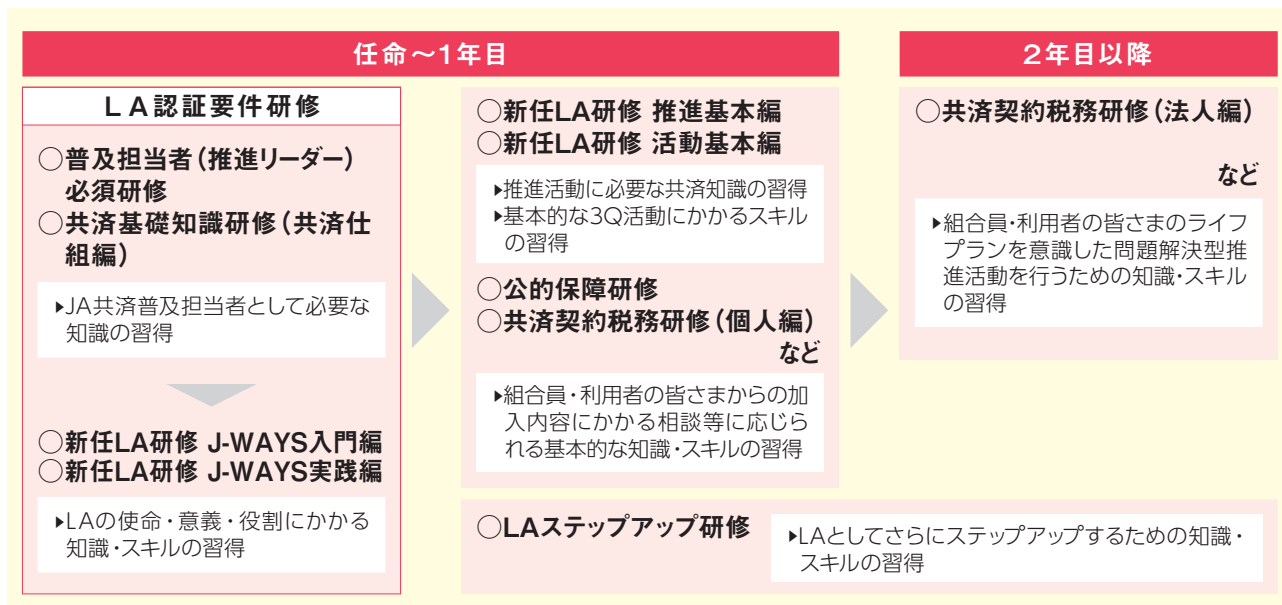 任命～1年目
LA認証要件研修
○普及担当者(推進リーダー)
必須研修
○共済基礎知識研修(共済仕
組編)
▶JA共済普及担当者として必要な
知識の習得
○新任LA研修 J-WAYS入門編
○新任LA研修 J-WAYS実践編
▶LAの使命・意義・役割にかかる
知識・スキルの習得
○新任LA研修 推進基本編
○新任LA研修 活動基本編
▶推進活動に必要な共済知識の習得
▶基本的な3Q活動にかかるスキル
の習得
○公的保障研修
○共済契約税務研修(個人編)
など
▶組合員・利用者の皆さまからの加
入内容にかかる相談等に応じら
れる基本的な知識・スキルの習得
2年目以降
○共済契約税務研修(法人編)
など
▶組合員・利用者の皆さまのライフ
プランを意識した問題解決型推
進活動を行うための知識・スキル
の習得
○LAステップアップ研修
▶LAとしてさらにステップアップするための知識・
スキルの習得